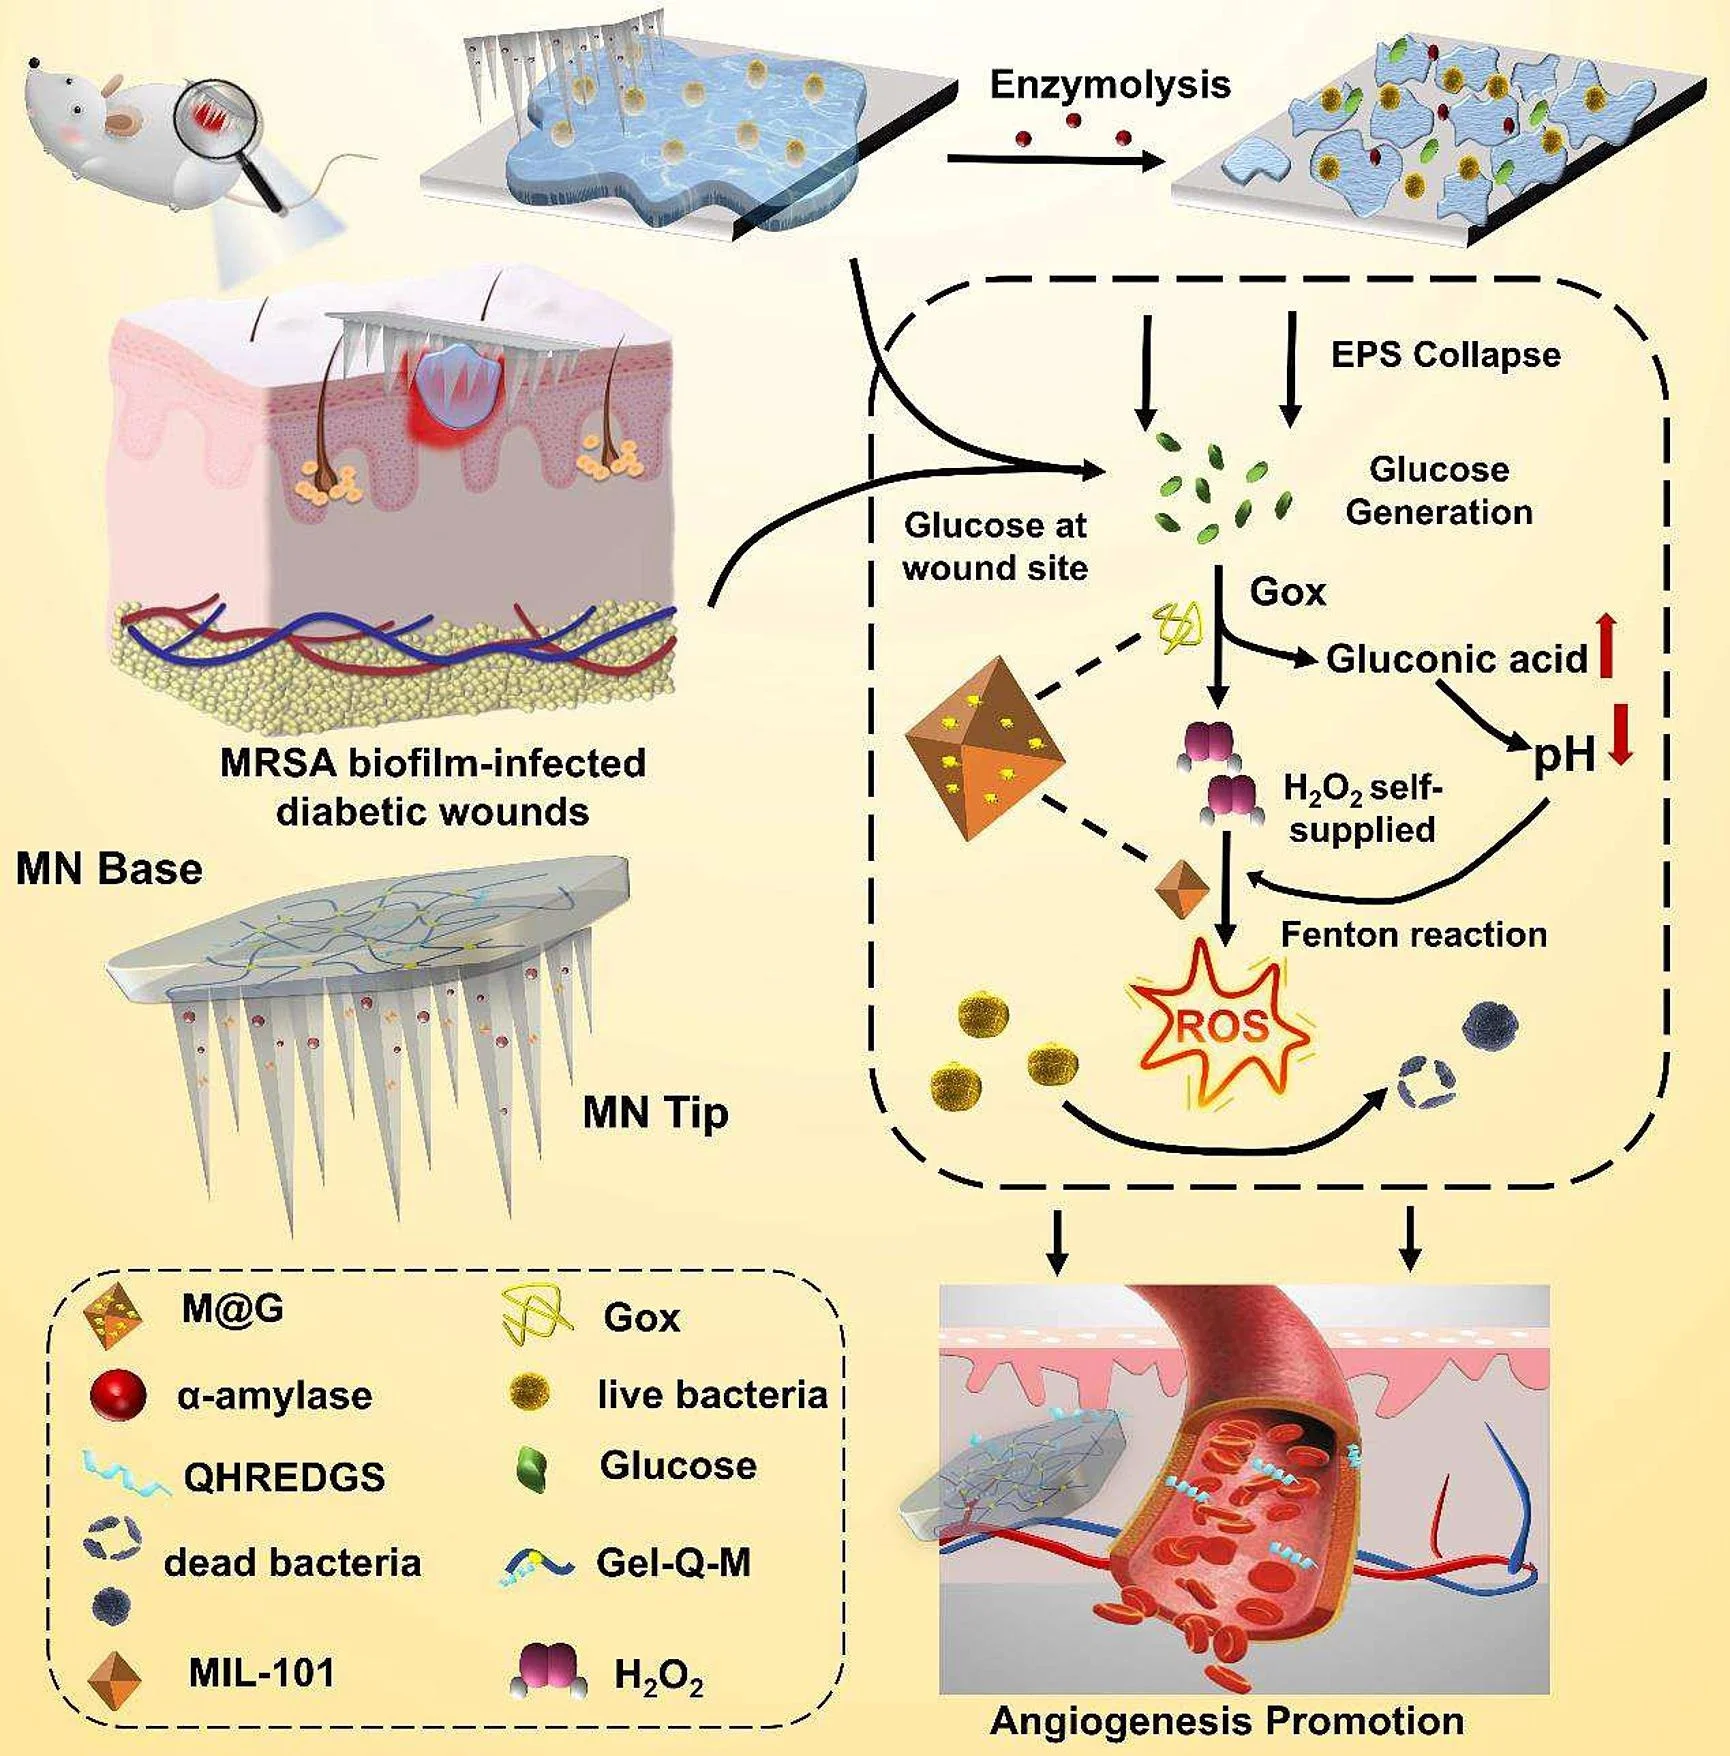 Enzymolysis
EPS Collapse
Glucose
Generation
Glucose at
wound site
Gox
Gluconic acid
pH
H₂O₂ self-
supplied
Fenton reaction
ROS
MRSA biofilm-infected
diabetic wounds
MN Base
MN Tip
M@G
Gox
α-amylase
live bacteria
QHREDGS
Glucose
dead bacteria
Gel-Q-M
MIL-101
H₂O₂
Angiogenesis Promotion